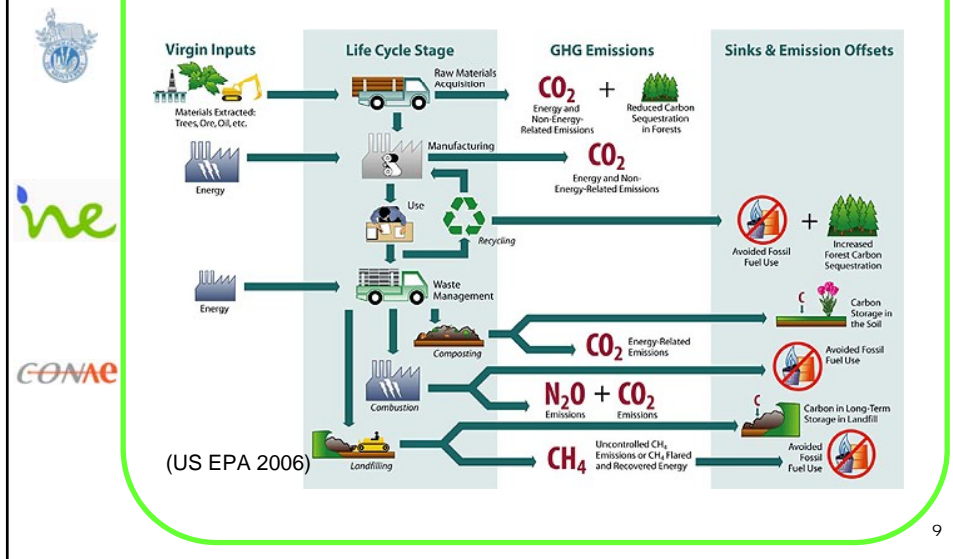 Virgin Inputs
Life Cycle Stage
GHG Emissions
Sinks & Emission Offsets
Materials Extracted:
Trees, Ore, Oil, etc.
Raw Materials
Acquisition
CO2
Energy and
Non-Energy-
Related Emissions
+
Reduced Carbon
Sequestration
in Forests
Energy
Manufacturing
CO2
Energy and Non-
Energy-Related Emissions
Use
Recycling
Avoided Fossil
Fuel Use
+
Increased
Forest Carbon
Sequestration
Energy
Waste
Management
Composting
CO2 Energy-Related
Emissions
C
Carbon
Storage in
the Soil
Combustion
N2O + CO2
Emissions
Emissions
Avoided Fossil
Fuel Use
Landfilling
CH4
Uncontrolled CH4
Emissions or CH4 Flared
and Recovered Energy
C
Carbon in Long-Term
Storage in Landfill
Avoided
Fossil
Fuel Use
(US EPA 2006)
ine
CONAE
9